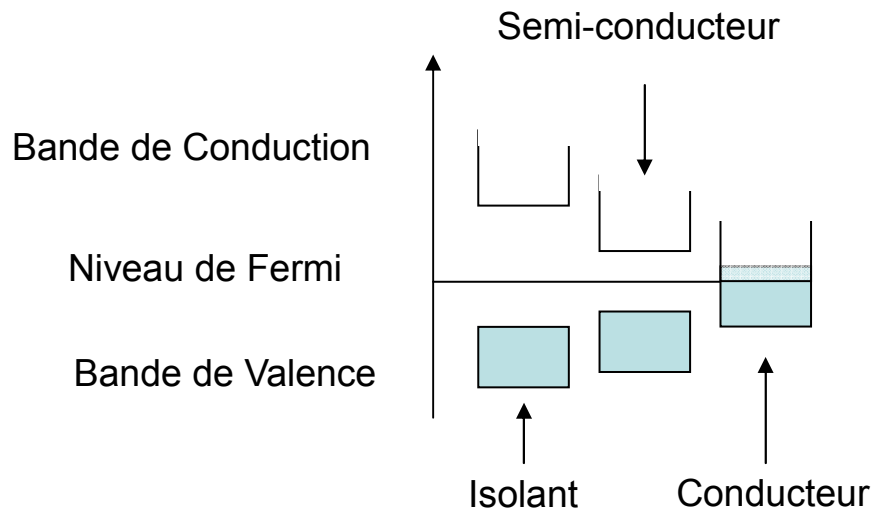 Semi-conducteur
Bande de Conduction
Niveau de Fermi
Bande de Valence
Isolant
Conducteur